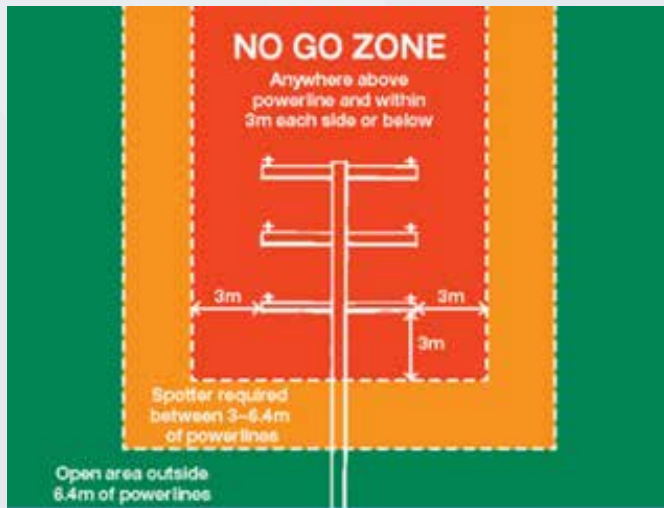 NO GO ZONE
Anywhere above
powerline and within
3m each side or below
3m
3m
3m
Spotter required
between 3–6.4m
of powerlines
Open area outside
6.4m of powerlines